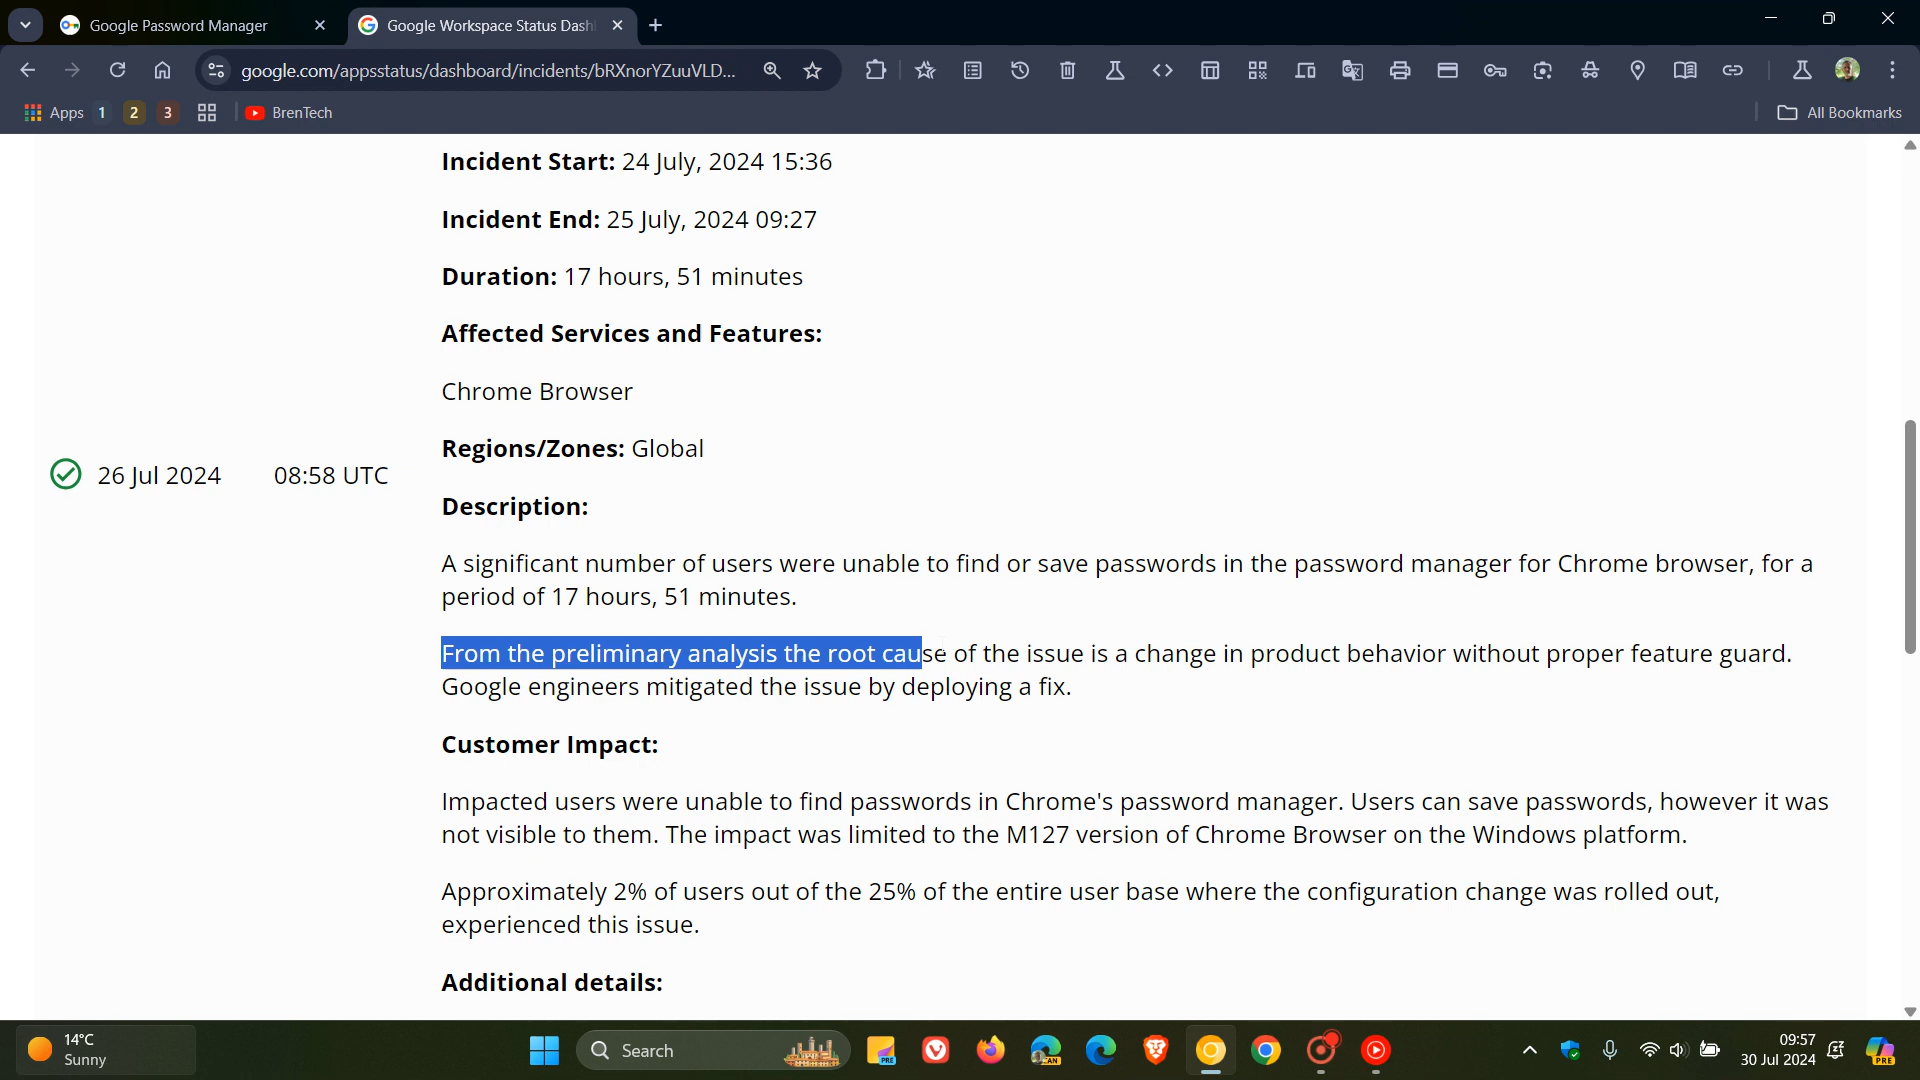 Google Password Manager
Google Workspace Status Dash
google.com/appsstatus/dashboard/incidents/bRXnorYZuuVLD...
Apps 1 2 3
BrenTech
All Bookmarks
Incident Start: 24 July, 2024 15:36
Incident End: 25 July, 2024 09:27
Duration: 17 hours, 51 minutes
Affected Services and Features:
Chrome Browser
Regions/Zones: Global
26 Jul 2024 08:58 UTC
Description:
A significant number of users were unable to find or save passwords in the password manager for Chrome browser, for a
period of 17 hours, 51 minutes.
From the preliminary analysis the root cause of the issue is a change in product behavior without proper feature guard.
Google engineers mitigated the issue by deploying a fix.
Customer Impact:
Impacted users were unable to find passwords in Chrome's password manager. Users can save passwords, however it was
not visible to them. The impact was limited to the M127 version of Chrome Browser on the Windows platform.
Approximately 2% of users out of the 25% of the entire user base where the configuration change was rolled out,
experienced this issue.
Additional details:
14°C
Sunny
Search
PRE
CAN
09:57
30 Jul 2024
PRE